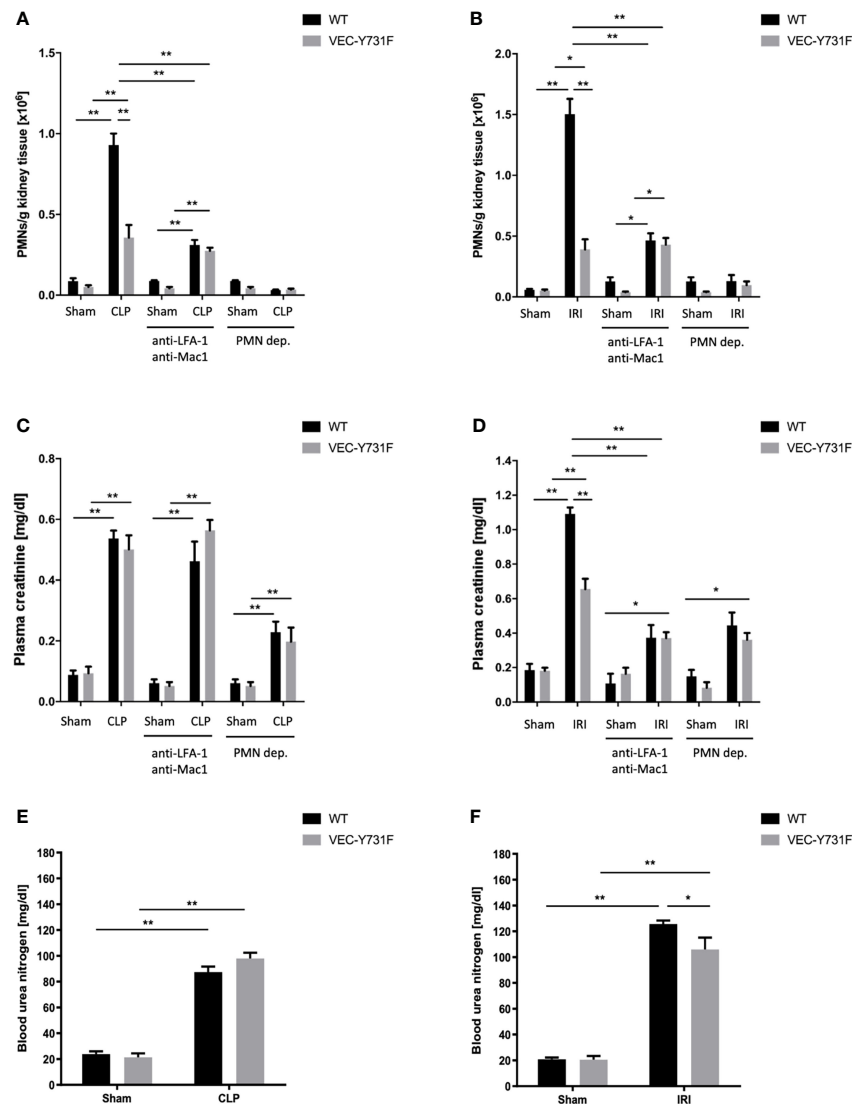 A
WT
VEC-Y731F
PMNs/g kidney tissue [x10⁶]
1.5
1.0
0.5
0.0
** 
**
**
** **
**
**
Sham CLP Sham CLP Sham CLP
anti-LFA-1
anti-Mac1
PMN dep.
B
WT
VEC-Y731F
PMNs/g kidney tissue [x10⁶]
2.0
1.5
1.0
0.5
0.0
**
**
*
** **
*
*
Sham IRI Sham IRI Sham IRI
anti-LFA-1
anti-Mac1
PMN dep.
C
WT
VEC-Y731F
Plasma creatinine [mg/dl]
0.8
0.6
0.4
0.2
0.0
** **
** **
**
**
Sham CLP Sham CLP Sham CLP
anti-LFA-1
anti-Mac1
PMN dep.
D
WT
VEC-Y731F
Plasma creatinine [mg/dl]
1.4
1.2
1.0
0.8
0.6
0.4
0.2
0.0
**
**
**
** **
* *
Sham IRI Sham IRI Sham IRI
anti-LFA-1
anti-Mac1
PMN dep.
E
WT
VEC-Y731F
Blood urea nitrogen [mg/dl]
180
160
140
120
100
80
60
40
20
0
**
**
Sham CLP
F
WT
VEC-Y731F
Blood urea nitrogen [mg/dl]
180
160
140
120
100
80
60
40
20
0
**
** *
Sham IRI